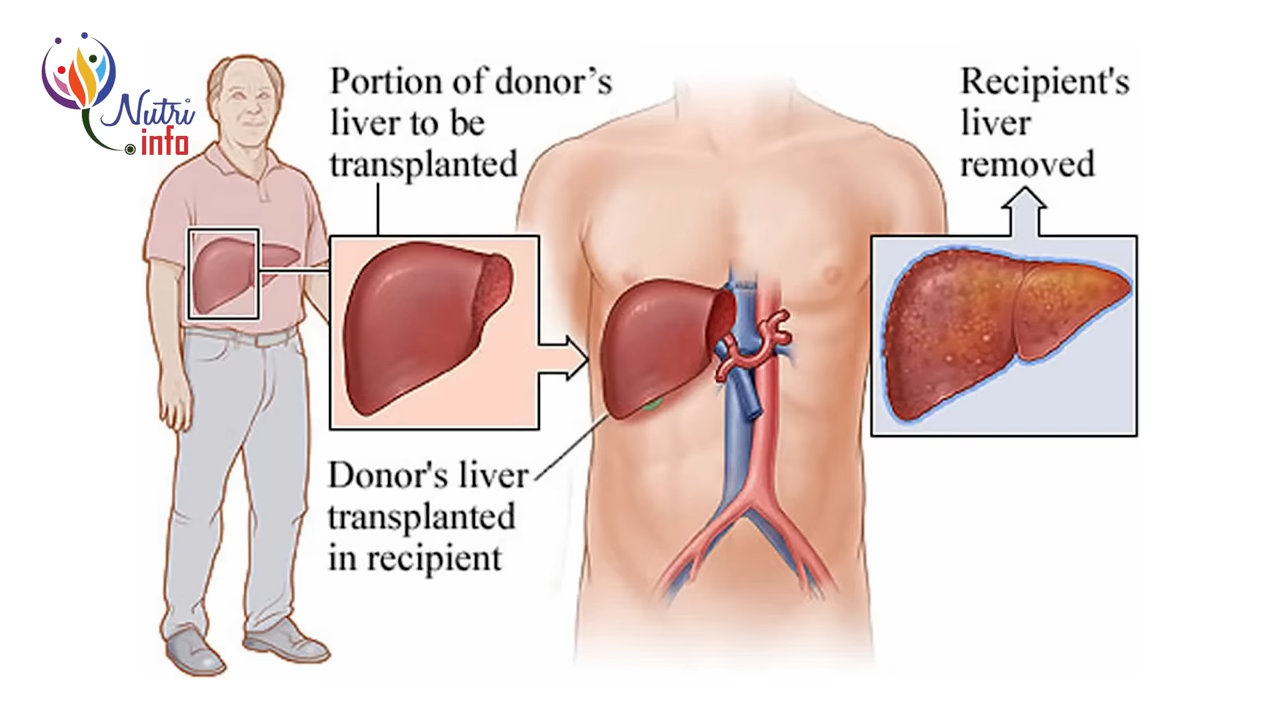 Nutri
.info
Portion of donor’s
liver to be
transplanted
Recipient's
liver
removed
Donor's liver
transplanted
in recipient